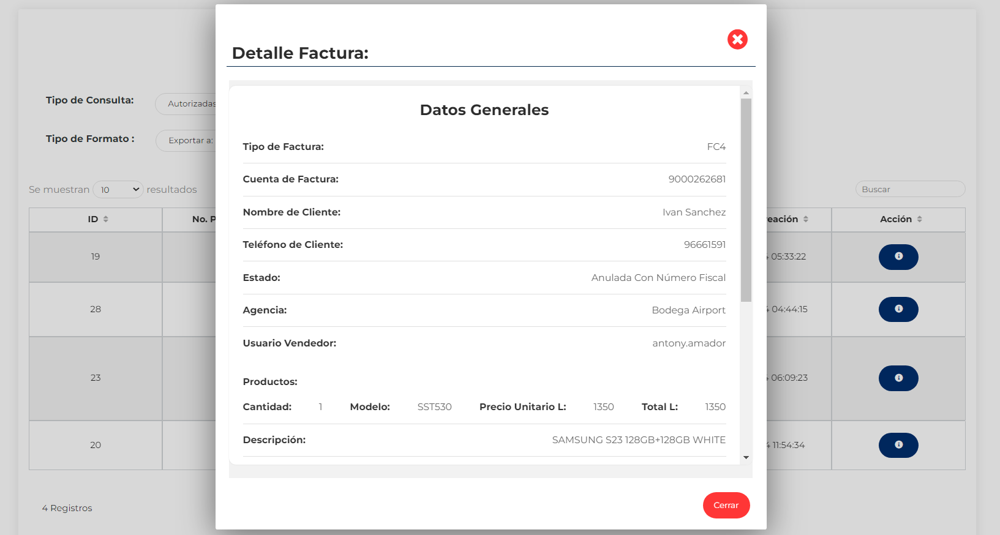 Detalle Factura:
Datos Generales
Tipo de Factura: FC4
Cuenta de Factura: 9000262681
Nombre de Cliente: Ivan Sanchez
Teléfono de Cliente: 96661591
Estado: Anulada Con Número Fiscal
Agencia: Bodega Airport
Usuario Vendedor: antony.amador
Productos:
Cantidad: 1 Modelo: SST530 Precio Unitario L: 1350 Total L: 1350
Descripción: SAMSUNG S23 128GB+128GB WHITE
Cerrar
Tipo de Consulta: Autorizadas
Tipo de Formato : Exportar a:
Se muestran 10 resultados
Buscar
ID No. Acción
19 05:33:22
28 04:44:15
23 06:09:23
20 11:54:34
4 Registros